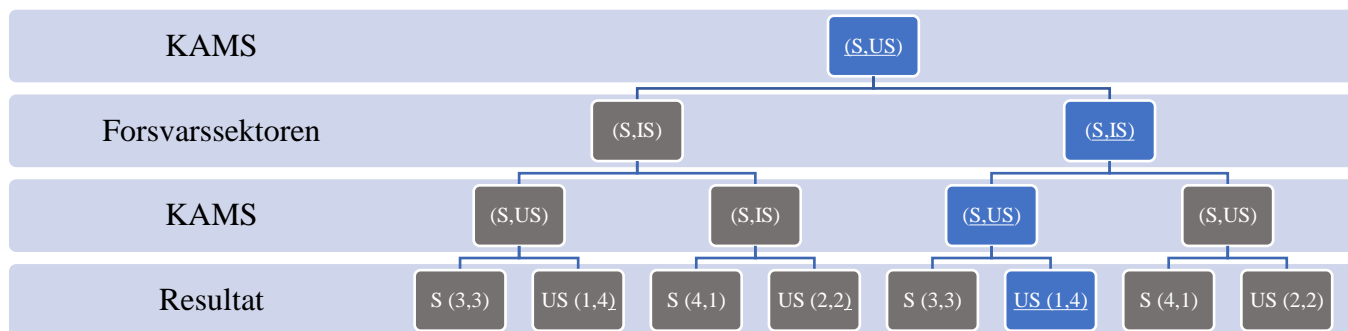 KAMS
(S,US)
Forsvarssektoren
(S,IS)
(S,IS)
KAMS
(S,US)
(S,IS)
(S,US)
(S,US)
Resultat
S (3,3)
US (1,4)
S (4,1)
US (2,2)
S (3,3)
US (1,4)
S (4,1)
US (2,2)